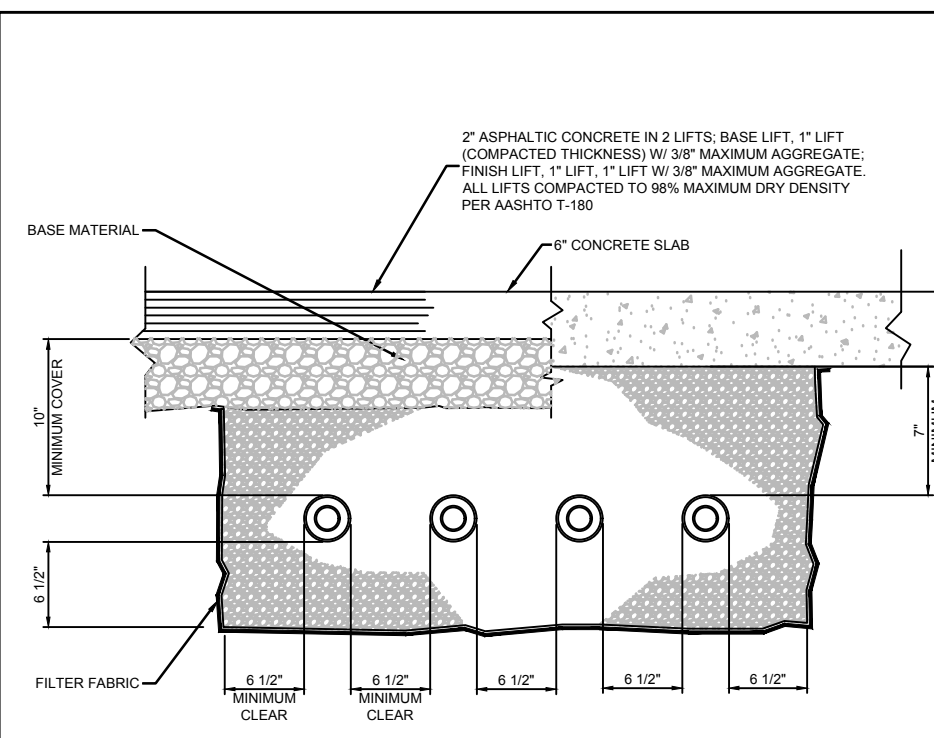 2" ASPHALTIC CONCRETE IN 2 LIFTS; BASE LIFT, 1" LIFT
(COMPACTED THICKNESS) W/ 3/8" MAXIMUM AGGREGATE;
FINISH LIFT, 1" LIFT, 1" LIFT W/ 3/8" MAXIMUM AGGREGATE.
ALL LIFTS COMPACTED TO 98% MAXIMUM DRY DENSITY
PER AASHTO T-180
BASE MATERIAL
6" CONCRETE SLAB
10"
MINIMUM COVER
7"
6 1/2"
FILTER FABRIC
6 1/2"
MINIMUM
CLEAR
6 1/2"
MINIMUM
CLEAR
6 1/2"
6 1/2"
6 1/2"